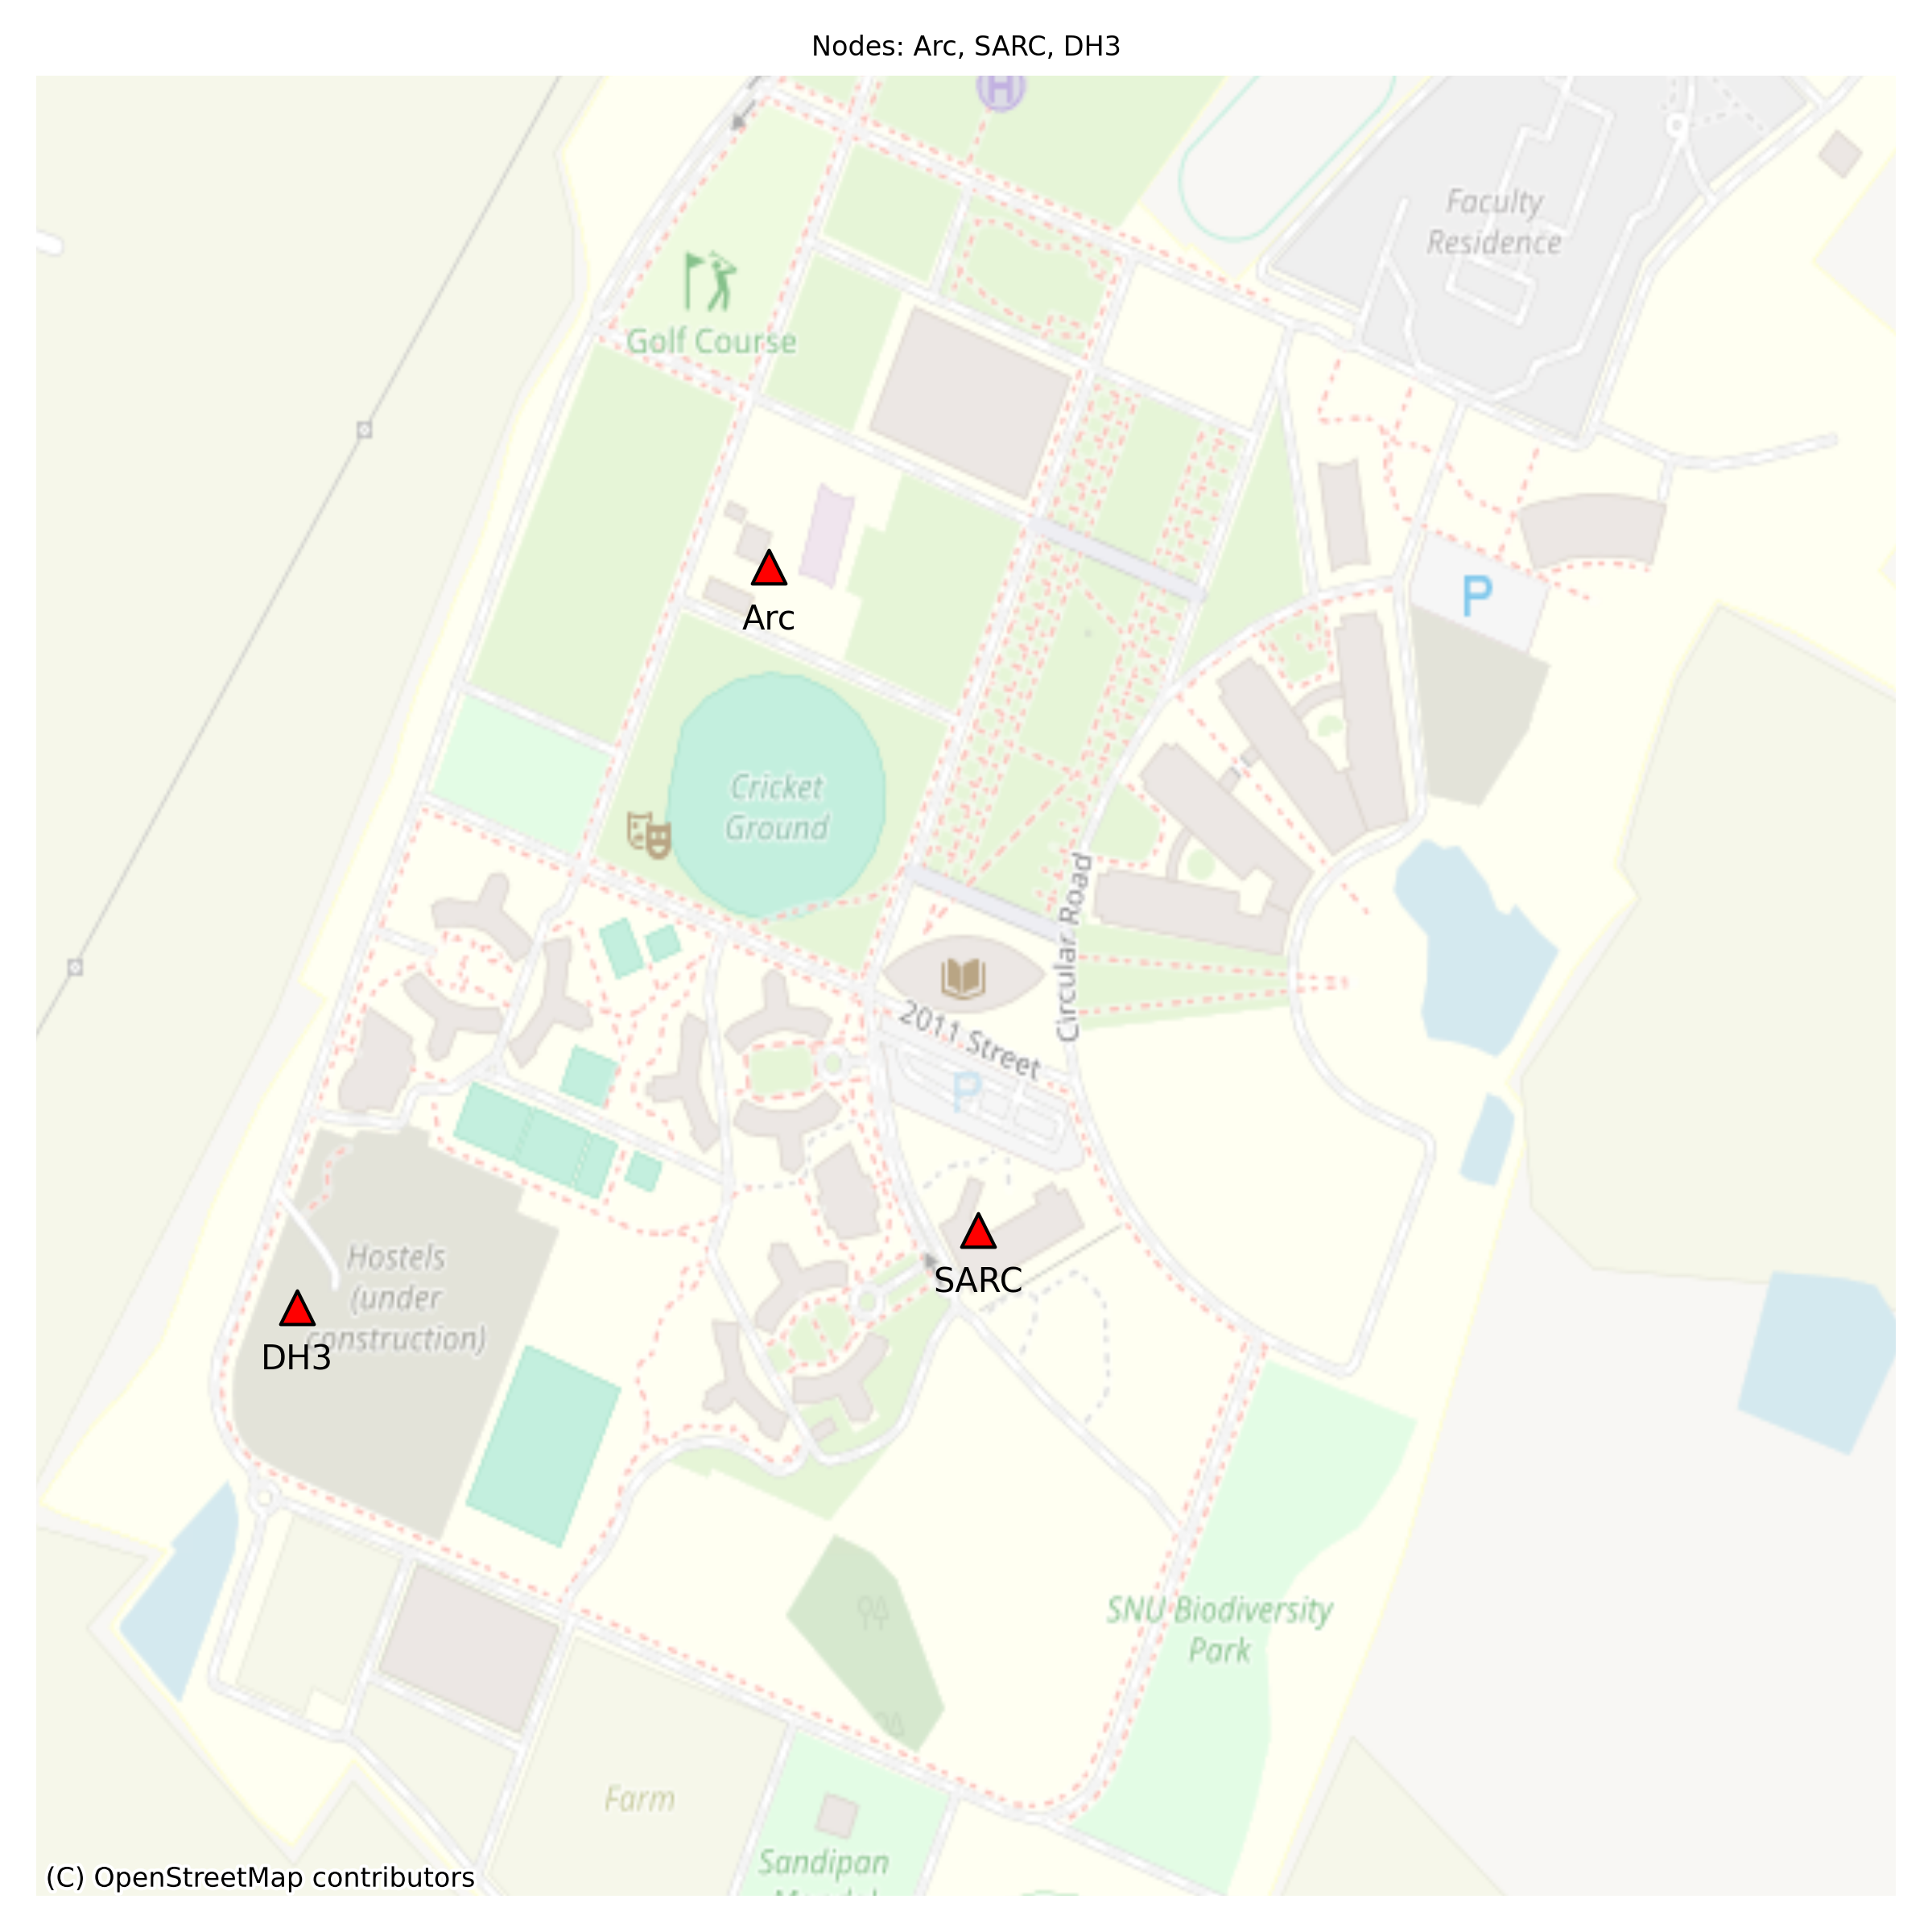 Nodes: Arc, SARC, DH3
H
Faculty
Residence
Golf Course
P
Arc
Cricket
Ground
Circular Road
2011 Street
P
SARC
Hostels
(under
construction)
DH3
SNU Biodiversity
Park
Farm
Sandipan
(C) OpenStreetMap contributors